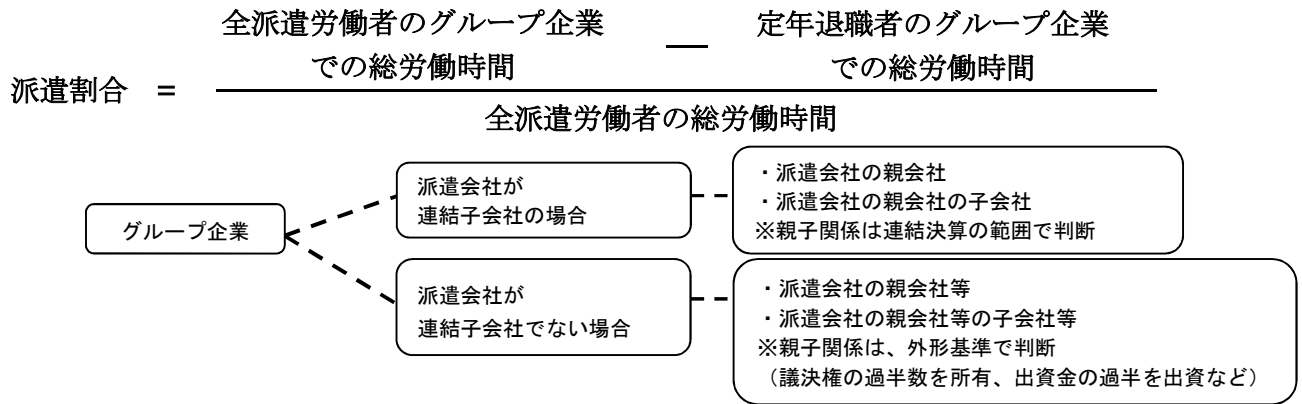 全派遣労働者のグループ企業 ― 定年退職者のグループ企業
での総労働時間 での総労働時間
派遣割合 =
全派遣労働者の総労働時間
グループ企業
派遣会社が
連結子会社の場合
・派遣会社の親会社
・派遣会社の親会社の子会社
※親子関係は連結決算の範囲で判断
派遣会社が
連結子会社でない場合
・派遣会社の親会社等
・派遣会社の親会社等の子会社等
※親子関係は、外形基準で判断
(議決権の過半数を所有、出資金の過半を出資など)